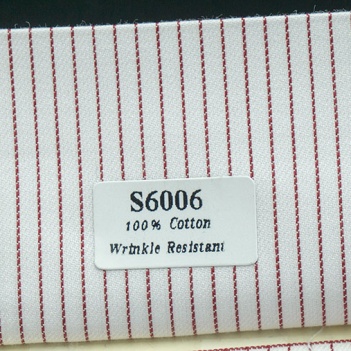 S6006
100% Cotton
Wrinkle Resistant